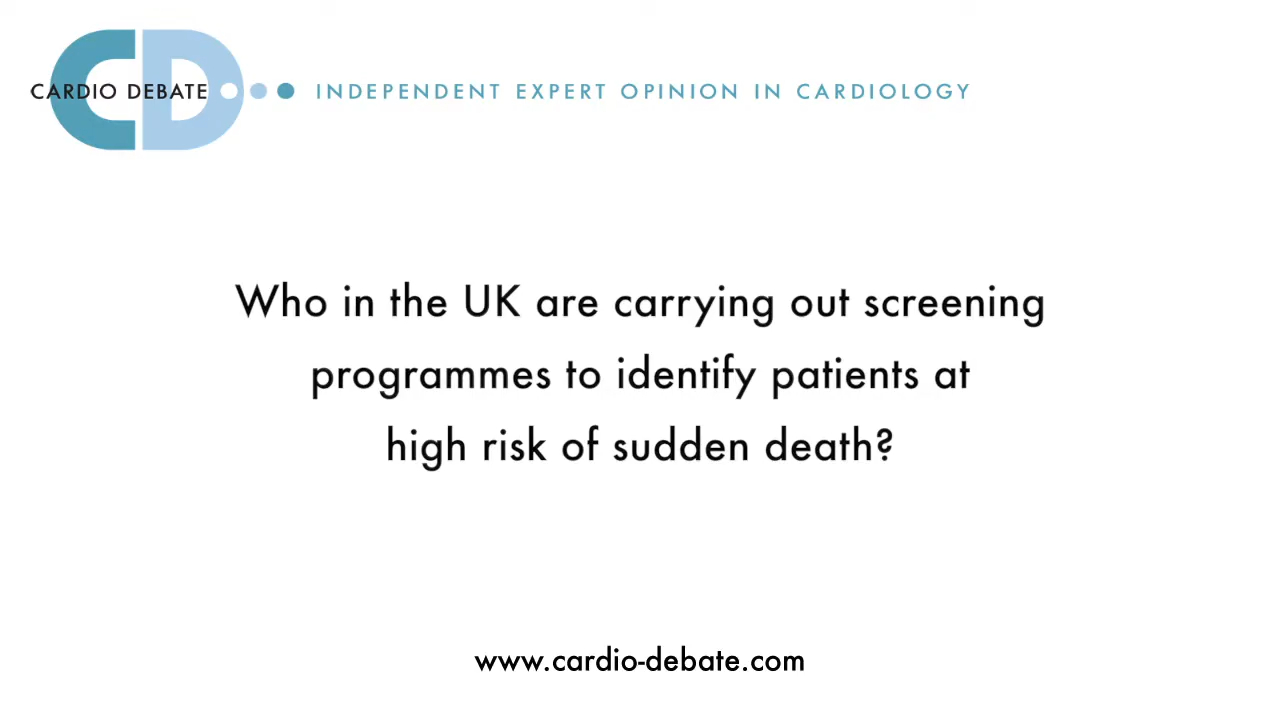 CARDIO DEBATE
INDEPENDENT EXPERT OPINION IN CARDIOLOGY
Who in the UK are carrying out screening
programmes to identify patients at
high risk of sudden death?
www.cardio-debate.com